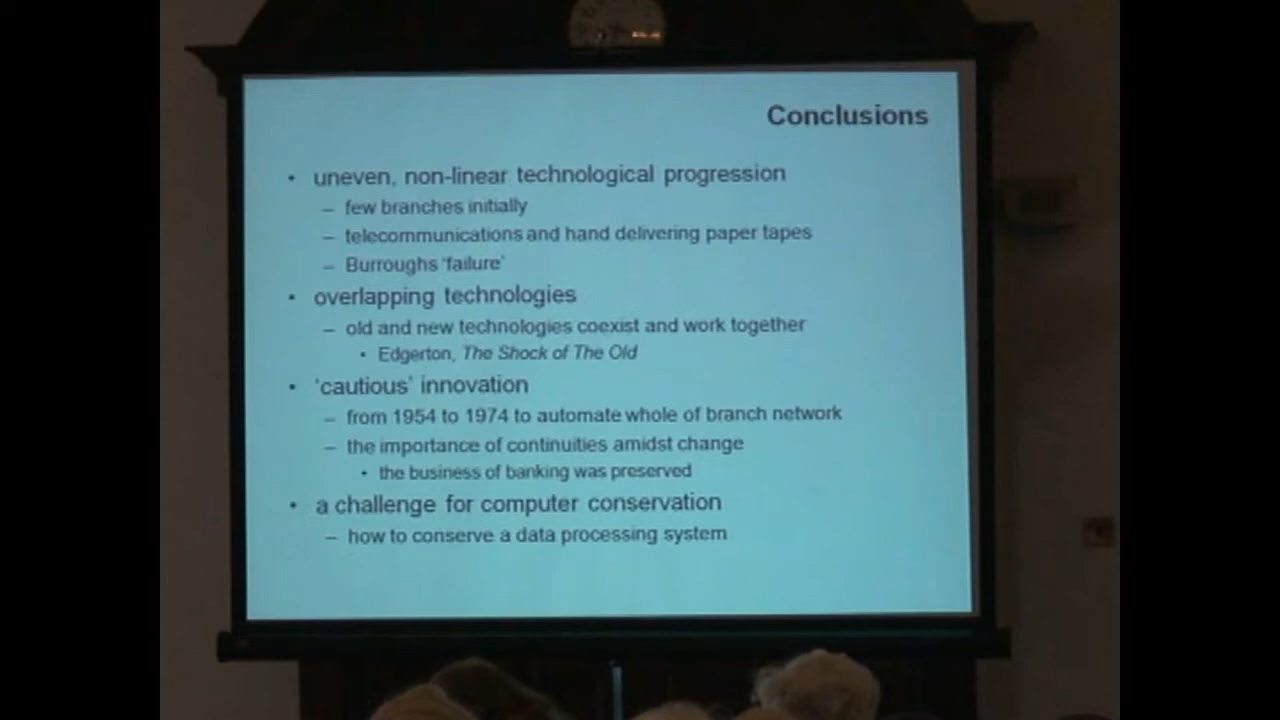 Conclusions
• uneven, non-linear technological progression
– few branches initially
– telecommunications and hand delivering paper tapes
– Burroughs 'failure'
• overlapping technologies
– old and new technologies coexist and work together
• Edgerton, The Shock of The Old
• 'cautious' innovation
– from 1954 to 1974 to automate whole of branch network
– the importance of continuities amidst change
• the business of banking was preserved
• a challenge for computer conservation
– how to conserve a data processing system